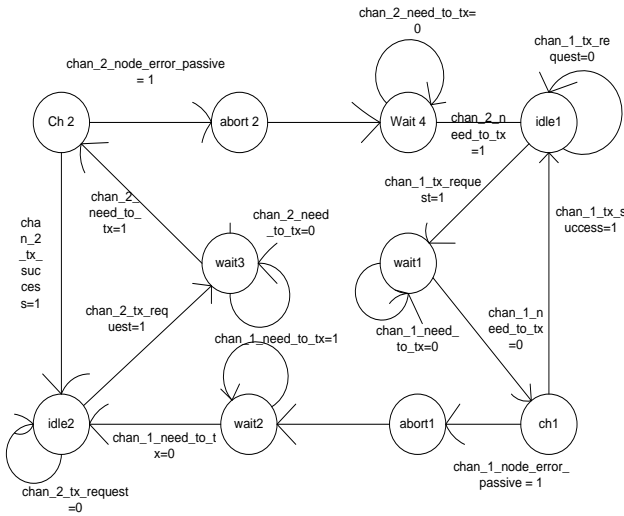 chan_2_need_to_tx=
0
chan_2_node_error_passive
= 1
chan_1_tx_re
quest=0
Ch 2
abort 2
Wait 4
chan_2_n
eed_to_tx
=1
idle1
chan_1_tx_reque
st=1
chan_2_
need_to_
tx=1
chan_2_need
_to_tx=0
chan_1_tx_s
uccess=1
cha
n_2
_tx_
suc
ces
s=1
wait3
wait1
chan_2_tx_req
uest=1
chan_1_need_
to_tx=0
chan_1_n
eed_to_tx
=0
chan_1_need_to_tx=1
idle2
wait2
abort1
ch1
chan_1_need_to_t
x=0
chan_1_node_error_
passive = 1
chan_2_tx_request
=0